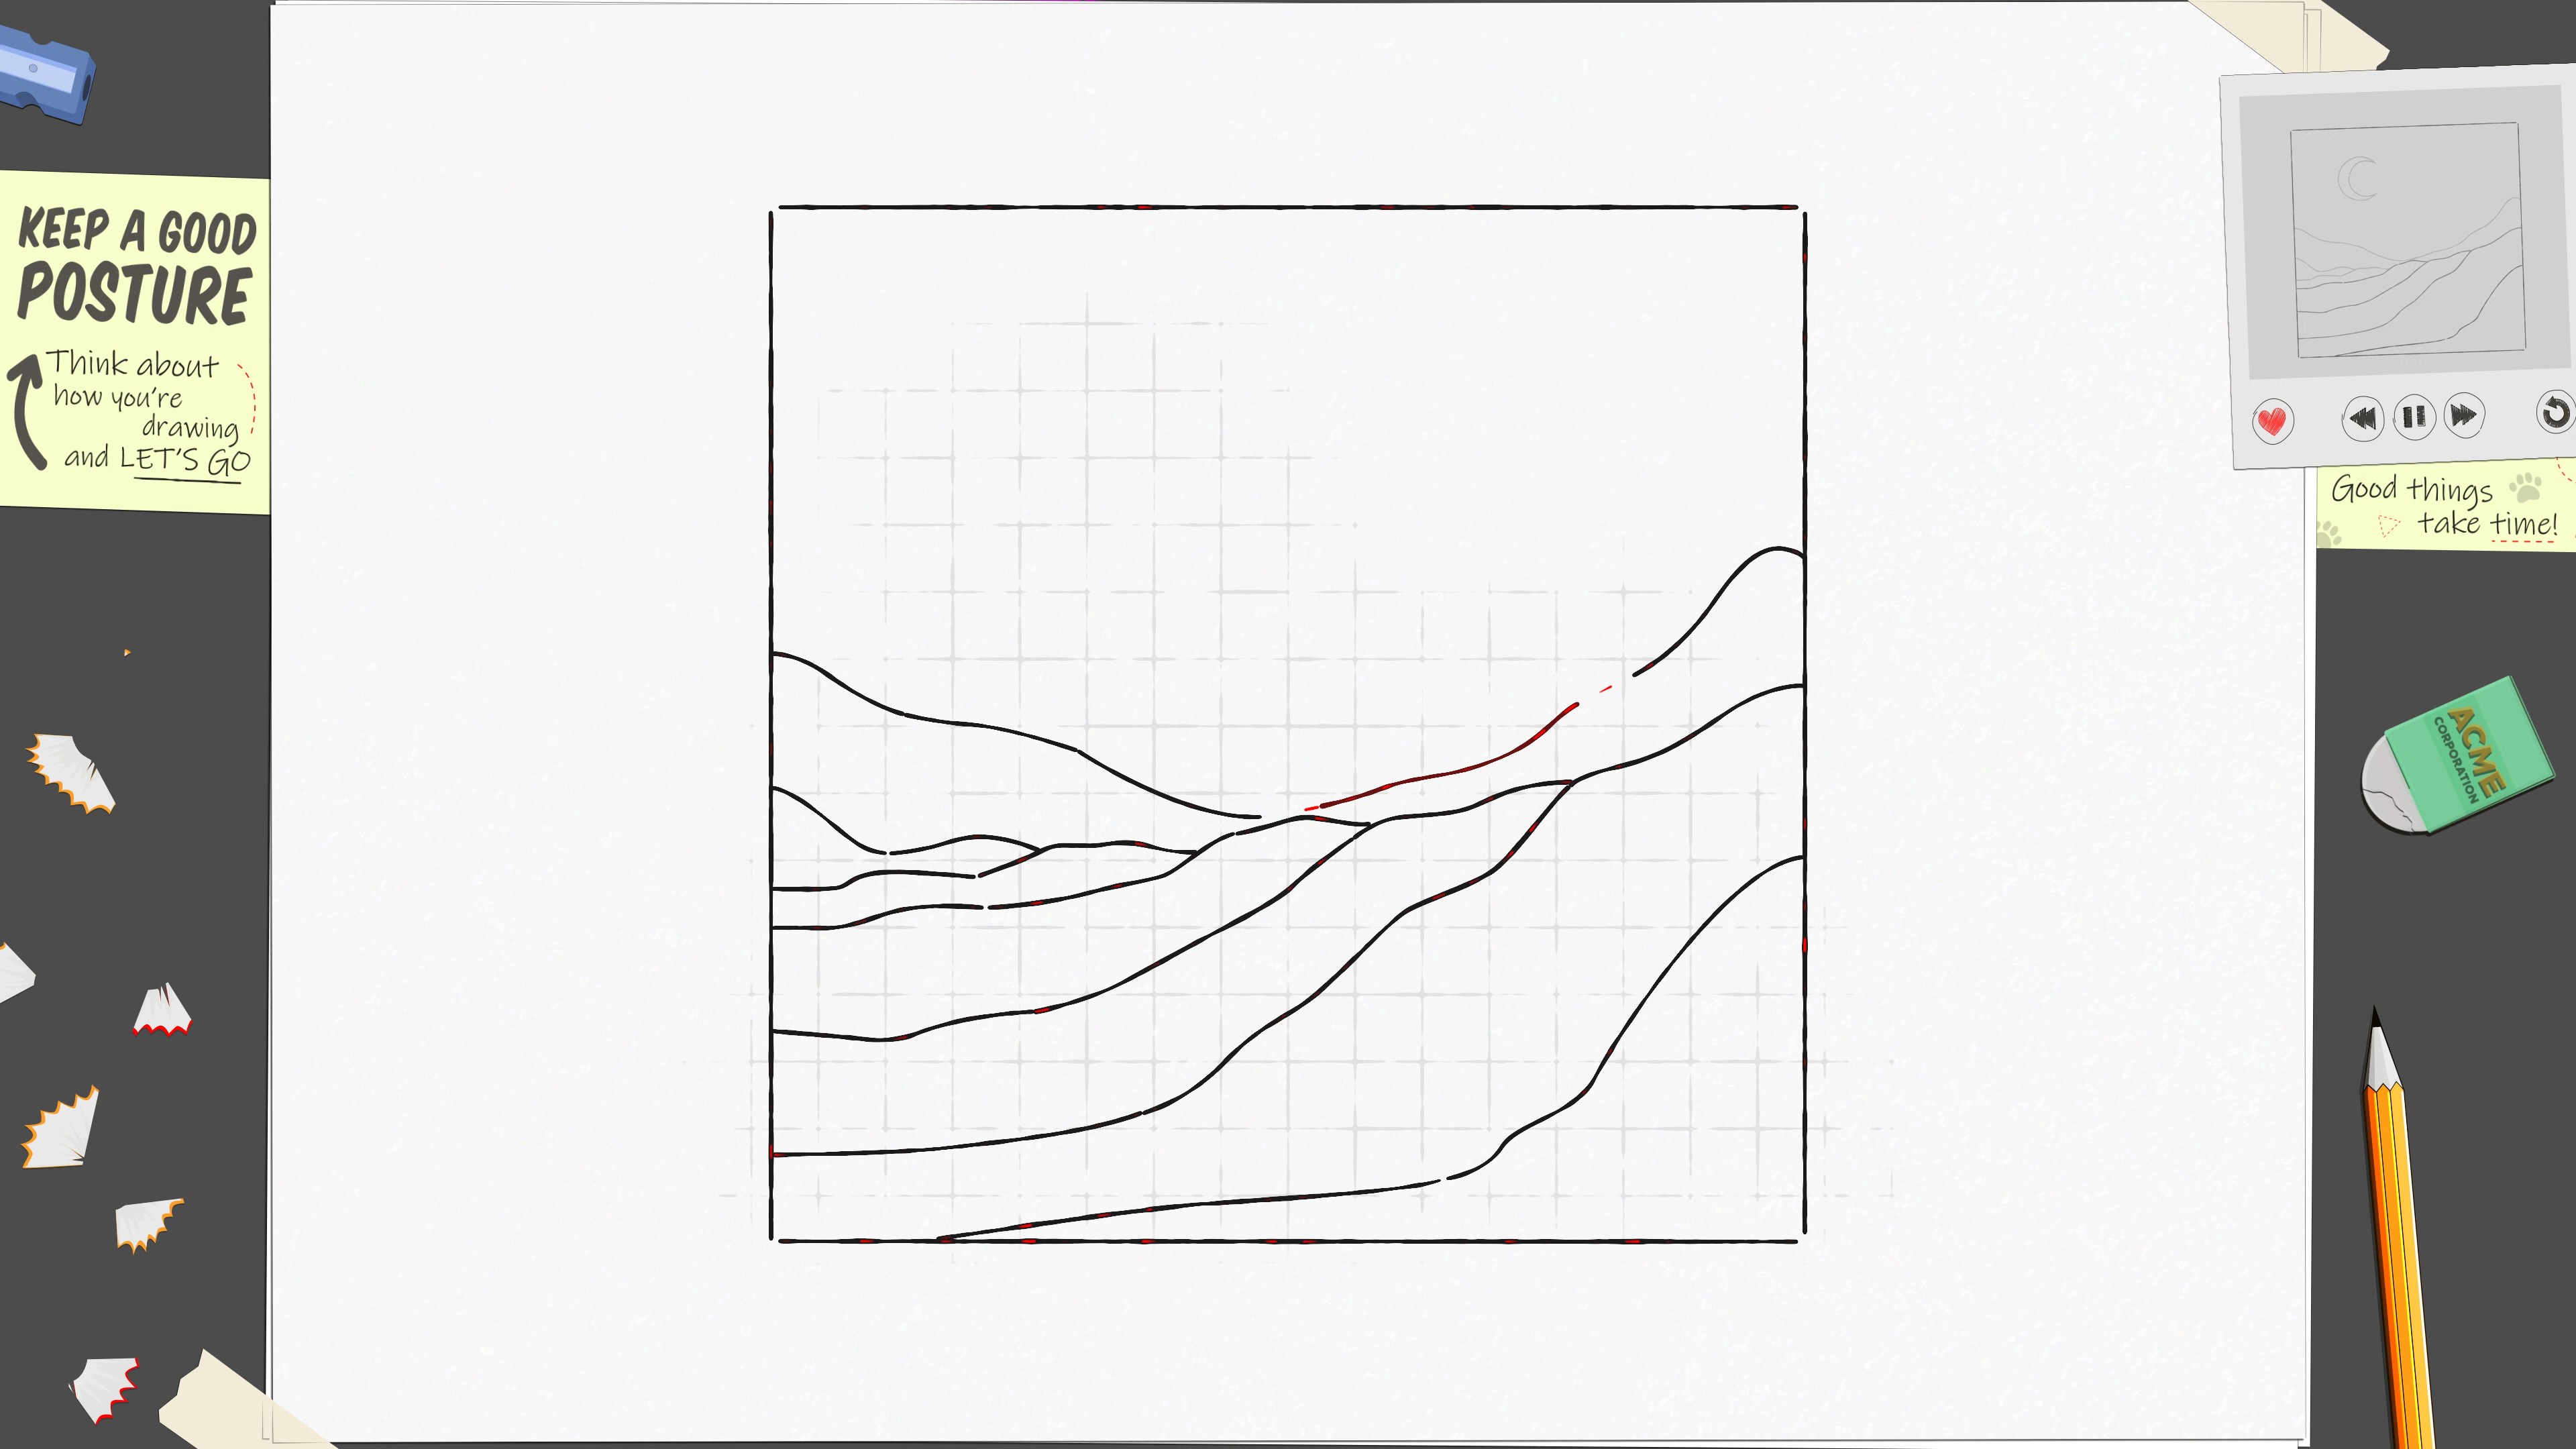 KEEP A GOOD
POSTURE
Think about
how you're
drawing
and LET'S GO
Good things
take time!
ACME
CORPORATION